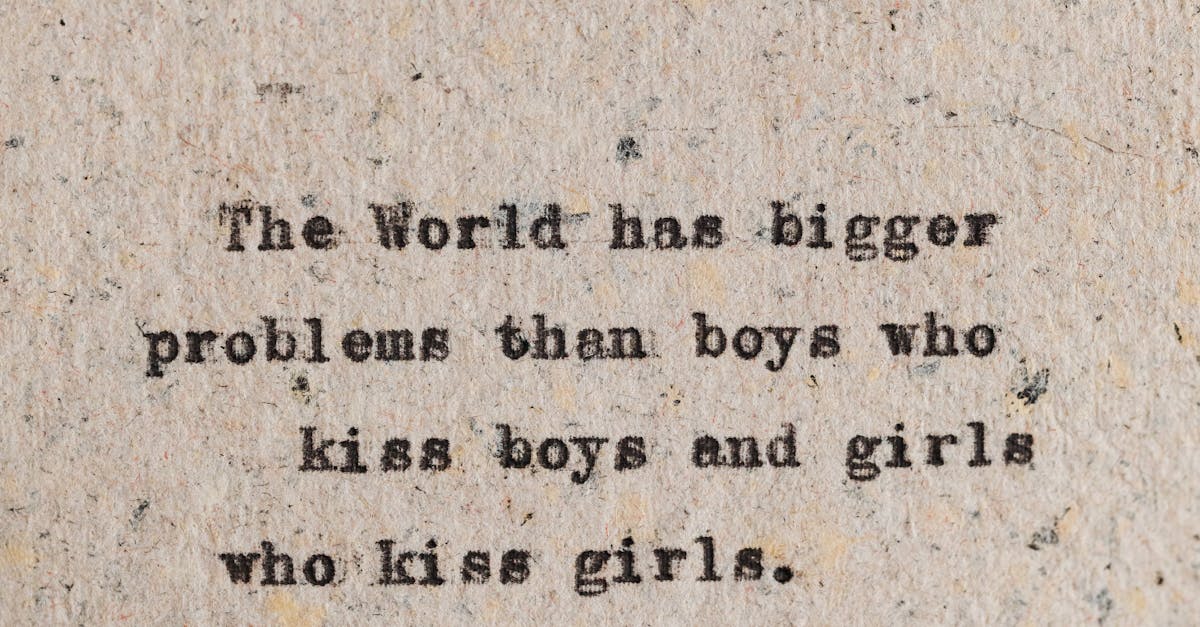 The World has bigger
problems than boys who
kiss boys and girls
who kiss girls.